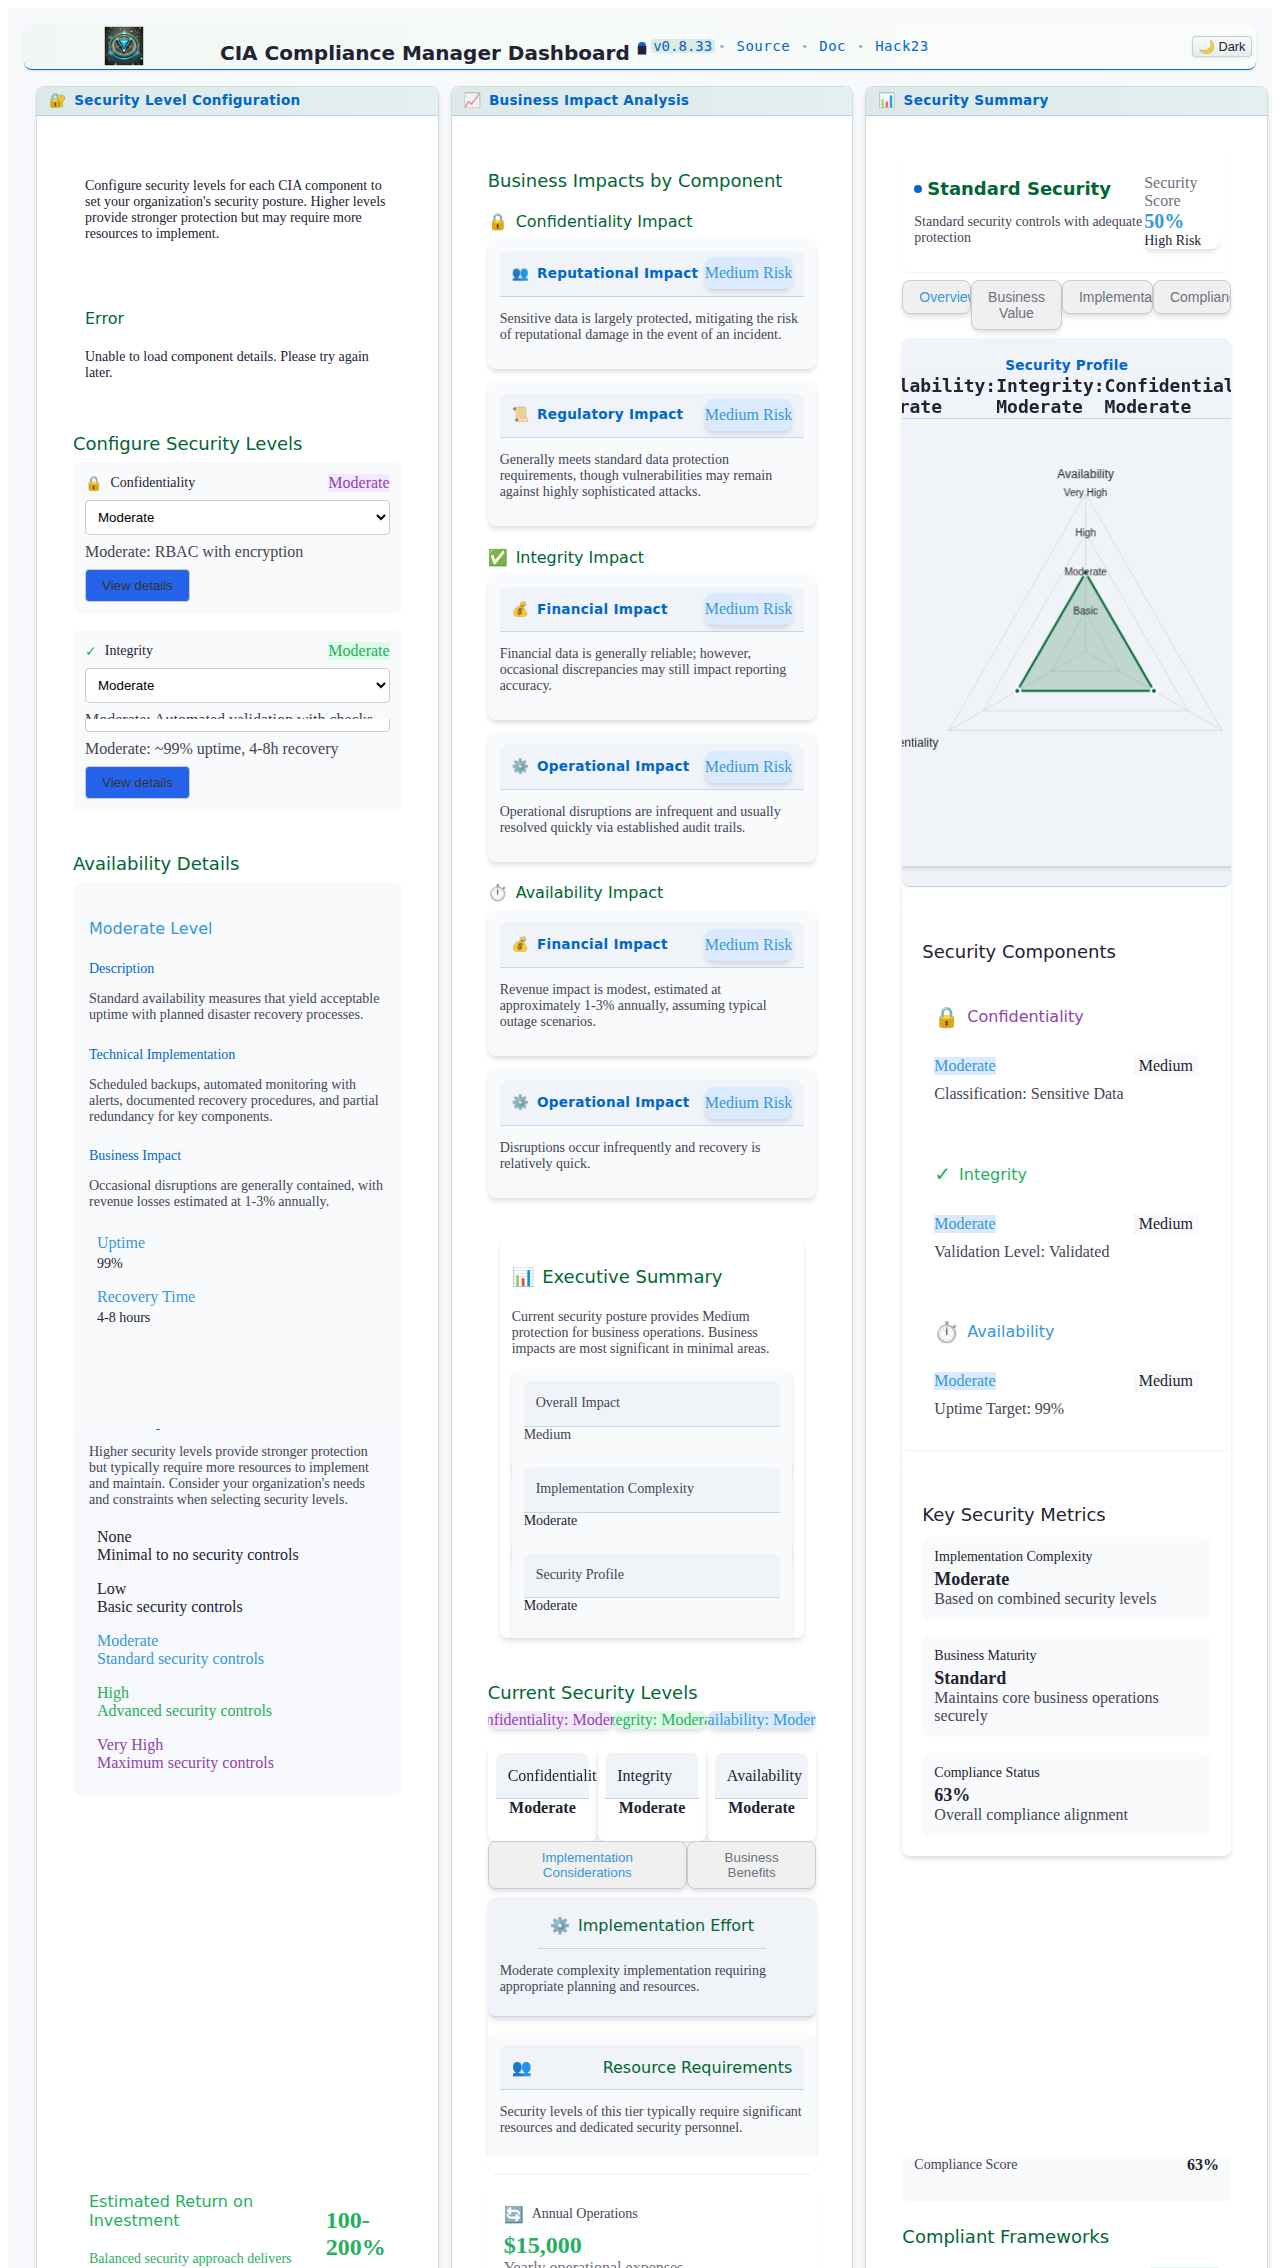 CIA Compliance Manager Dashboard
v0.8.33 • Source • Doc • Hack23
🌙 Dark
🔐 Security Level Configuration
Configure security levels for each CIA component to
set your organization's security posture. Higher levels
provide stronger protection but may require more
resources to implement.
Error
Unable to load component details. Please try again
later.
Configure Security Levels
🔒 Confidentiality Moderate
Moderate
Moderate: RBAC with encryption
View details
✓ Integrity Moderate
Moderate
Moderate: Automated validation with checks
Moderate: ~99% uptime, 4-8h recovery
View details
Availability Details
Moderate Level
Description
Standard availability measures that yield acceptable
uptime with planned disaster recovery processes.
Technical Implementation
Scheduled backups, automated monitoring with
alerts, documented recovery procedures, and partial
redundancy for key components.
Business Impact
Occasional disruptions are generally contained, with
revenue losses estimated at 1-3% annually.
Uptime
99%
Recovery Time
4-8 hours
Higher security levels provide stronger protection
but typically require more resources to implement
and maintain. Consider your organization's needs
and constraints when selecting security levels.
None
Minimal to no security controls
Low
Basic security controls
Moderate
Standard security controls
High
Advanced security controls
Very High
Maximum security controls
Estimated Return on
Investment
100-
200%
Balanced security approach delivers
📈 Business Impact Analysis
Business Impacts by Component
🔒 Confidentiality Impact
👥 Reputational Impact Medium Risk
Sensitive data is largely protected, mitigating the risk
of reputational damage in the event of an incident.
📜 Regulatory Impact Medium Risk
Generally meets standard data protection
requirements, though vulnerabilities may remain
against highly sophisticated attacks.
✅ Integrity Impact
💰 Financial Impact Medium Risk
Financial data is generally reliable; however,
occasional discrepancies may still impact reporting
accuracy.
⚙️ Operational Impact Medium Risk
Operational disruptions are infrequent and usually
resolved quickly via established audit trails.
⏱️ Availability Impact
💰 Financial Impact Medium Risk
Revenue impact is modest, estimated at
approximately 1-3% annually, assuming typical
outage scenarios.
⚙️ Operational Impact Medium Risk
Disruptions occur infrequently and recovery is
relatively quick.
📊 Executive Summary
Current security posture provides Medium
protection for business operations. Business
impacts are most significant in minimal areas.
Overall Impact
Medium
Implementation Complexity
Moderate
Security Profile
Moderate
Current Security Levels
nfidentiality: Moder tegrity: Modera ailability: Moder
Confidentialit Integrity Availability
Moderate Moderate Moderate
Implementation
Considerations
Business
Benefits
⚙️ Implementation Effort
Moderate complexity implementation requiring
appropriate planning and resources.
👥 Resource Requirements
Security levels of this tier typically require significant
resources and dedicated security personnel.
🔄 Annual Operations
$15,000
Yearly operational expenses
📊 Security Summary
Standard Security
Standard security controls with adequate
protection
Security
Score
50%
High Risk
Overview
Business
Value
Implementa
Complian
Security Profile
lability: Integrity: Confidential
rate Moderate Moderate
Availability
Very High
High
Moderate
Basic
entiality
Security Components
🔒 Confidentiality
Moderate Medium
Classification: Sensitive Data
✓ Integrity
Moderate Medium
Validation Level: Validated
⏱️ Availability
Moderate Medium
Uptime Target: 99%
Key Security Metrics
Implementation Complexity
Moderate
Based on combined security levels
Business Maturity
Standard
Maintains core business operations
securely
Compliance Status
63%
Overall compliance alignment
Compliance Score 63%
Compliant Frameworks